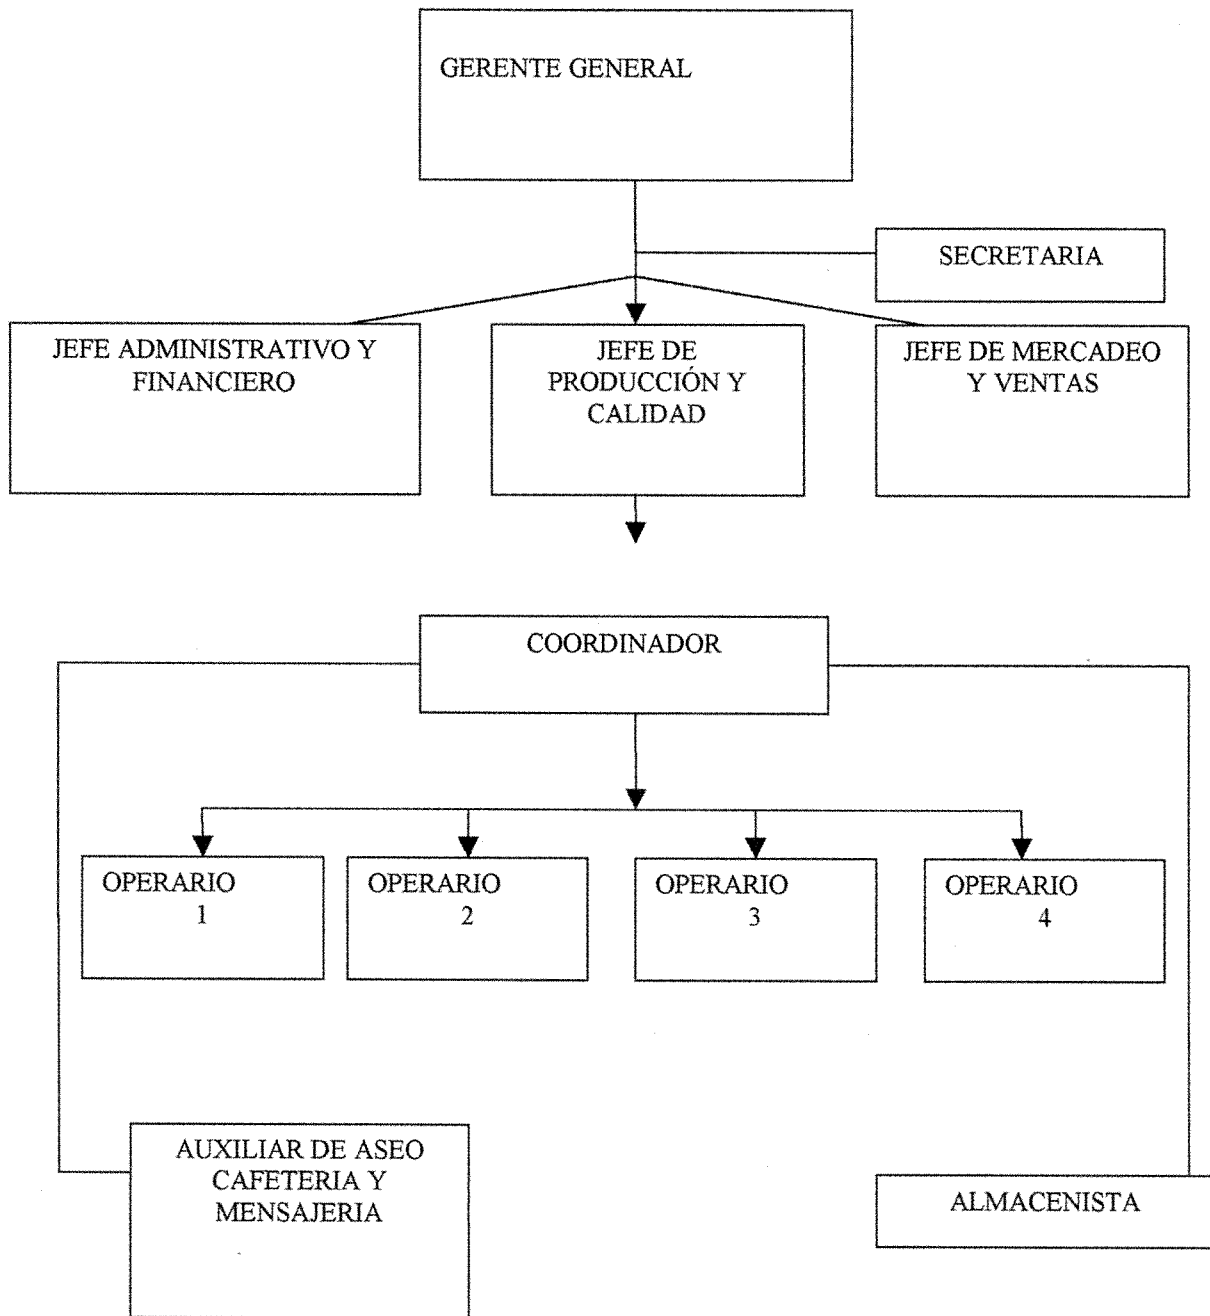 GERENTE GENERAL
SECRETARIA
JEFE ADMINISTRATIVO Y
FINANCIERO
JEFE DE
PRODUCCIÓN Y
CALIDAD
JEFE DE MERCADEO
Y VENTAS
COORDINADOR
OPERARIO
1
OPERARIO
2
OPERARIO
3
OPERARIO
4
AUXILIAR DE ASEO
CAFETERIA Y
MENSAJERIA
ALMACENISTA